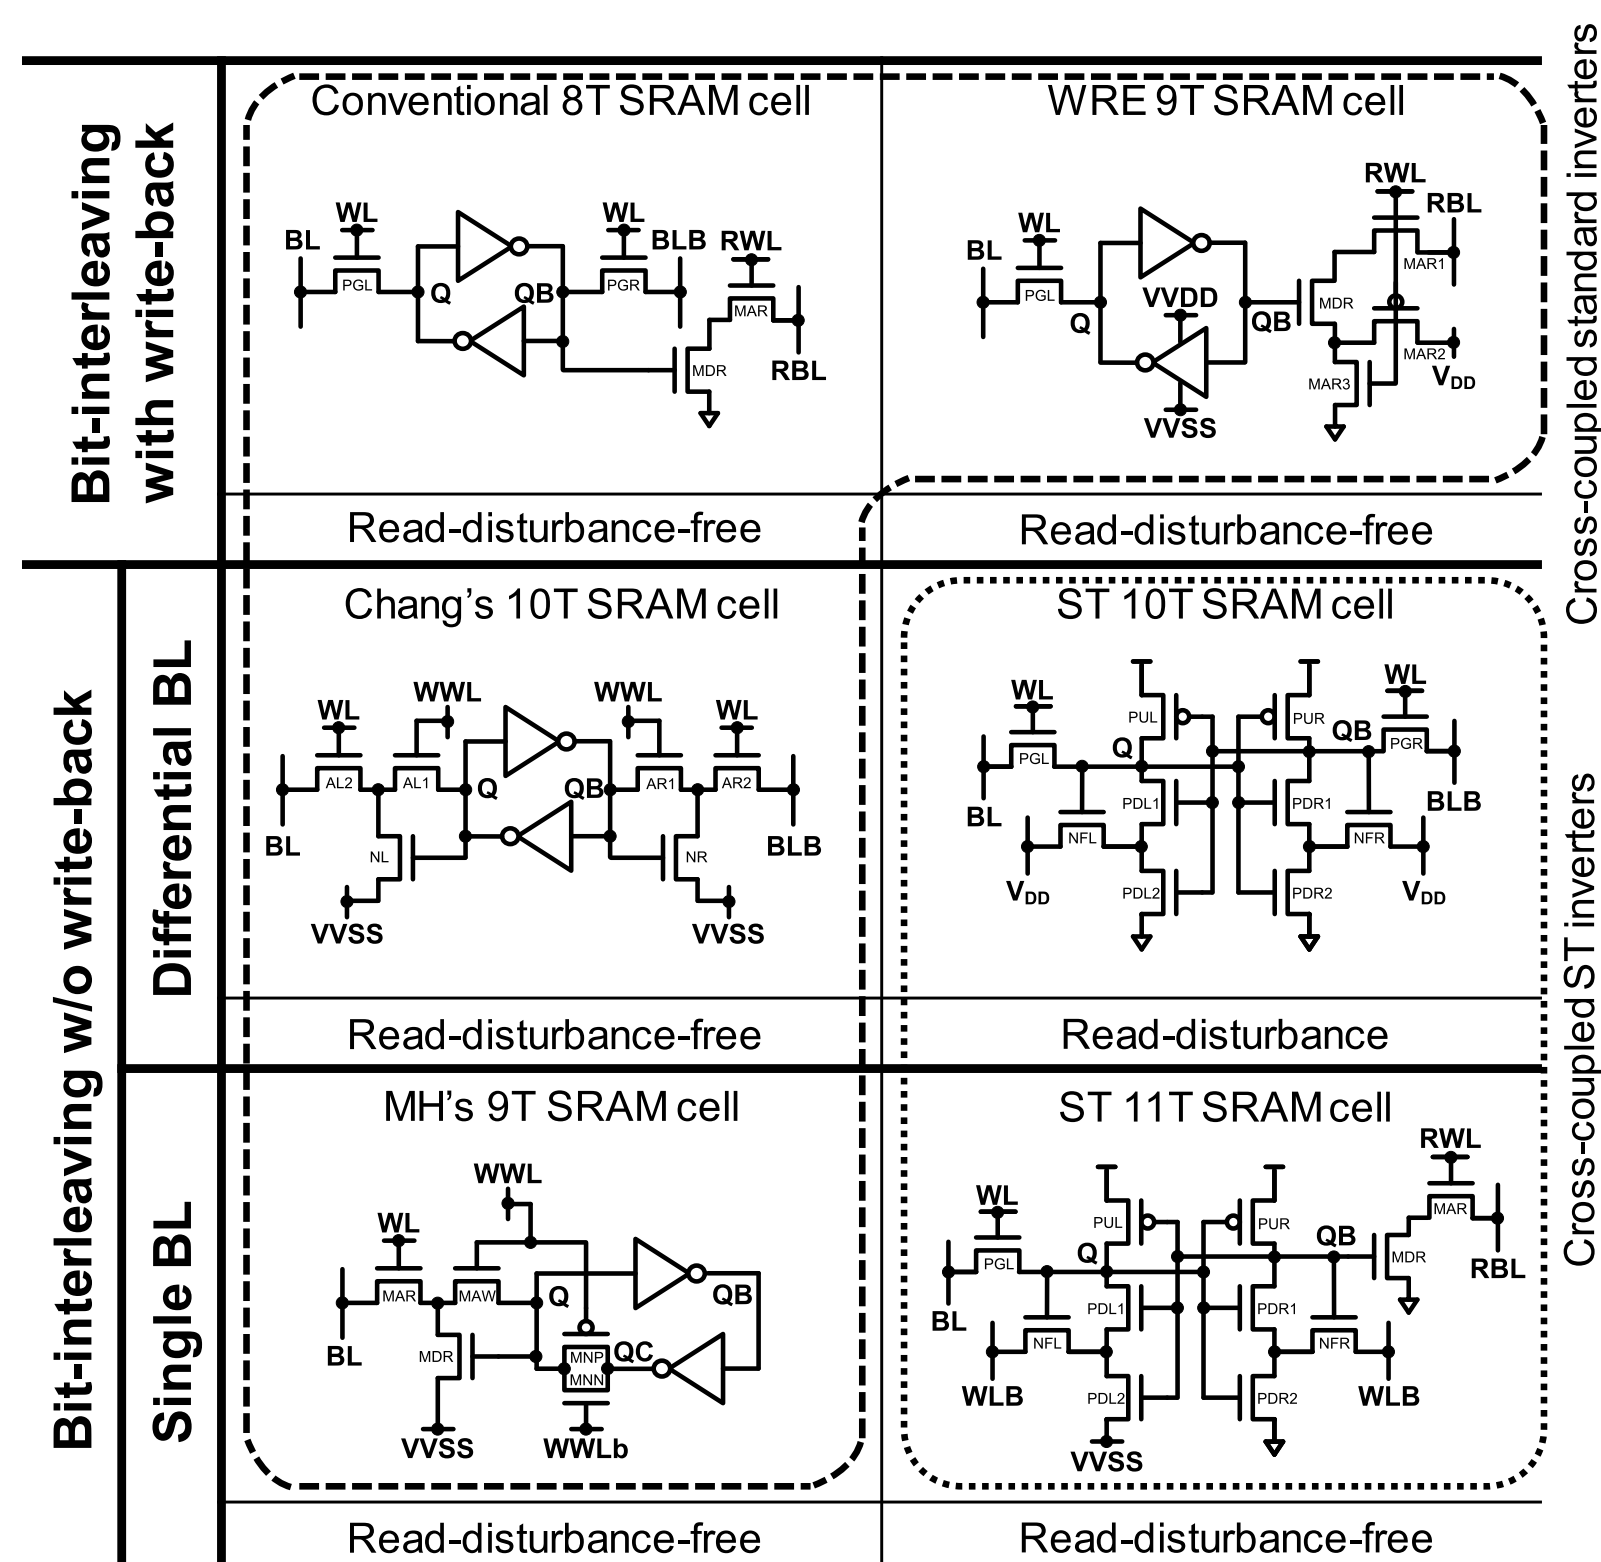 Bit-interleaving
with write-back
Conventional 8T SRAM cell
WL
BL
PGL
Q
QB
WL
PGR
BLB
RWL
MAR
MDR
RBL
Read-disturbance-free
WRE 9T SRAM cell
WL
BL
PGL
Q
VVDD
VVSS
QB
RWL
RBL
MAR1
MDR
MAR2
VDD
MAR3
Read-disturbance-free
Cross-coupled standard inverters
Bit-interleaving w/o write-back
Differential BL
Chang's 10T SRAM cell
WL
WWL
WWL
WL
AL2
AL1
Q
QB
AR1
AR2
BL
NL
NR
BLB
VVSS
VVSS
Read-disturbance-free
ST 10T SRAM cell
WL
PGL
BL
Q
PUL
PUR
QB
WL
PGR
BLB
PDL1
PDR1
NFL
NFR
VDD
PDL2
PDR2
VDD
Read-disturbance
Cross-coupled ST inverters
Single BL
MH's 9T SRAM cell
WWL
WL
MAR
MAW
Q
QB
BL
MDR
MNP
MNN
QC
VVSS
WWLb
Read-disturbance-free
ST 11T SRAM cell
RWL
WL
PGL
BL
Q
PUL
PUR
QB
MAR
MDR
RBL
PDL1
PDR1
NFL
NFR
WLB
PDL2
PDR2
WLB
VVSS
Read-disturbance-free